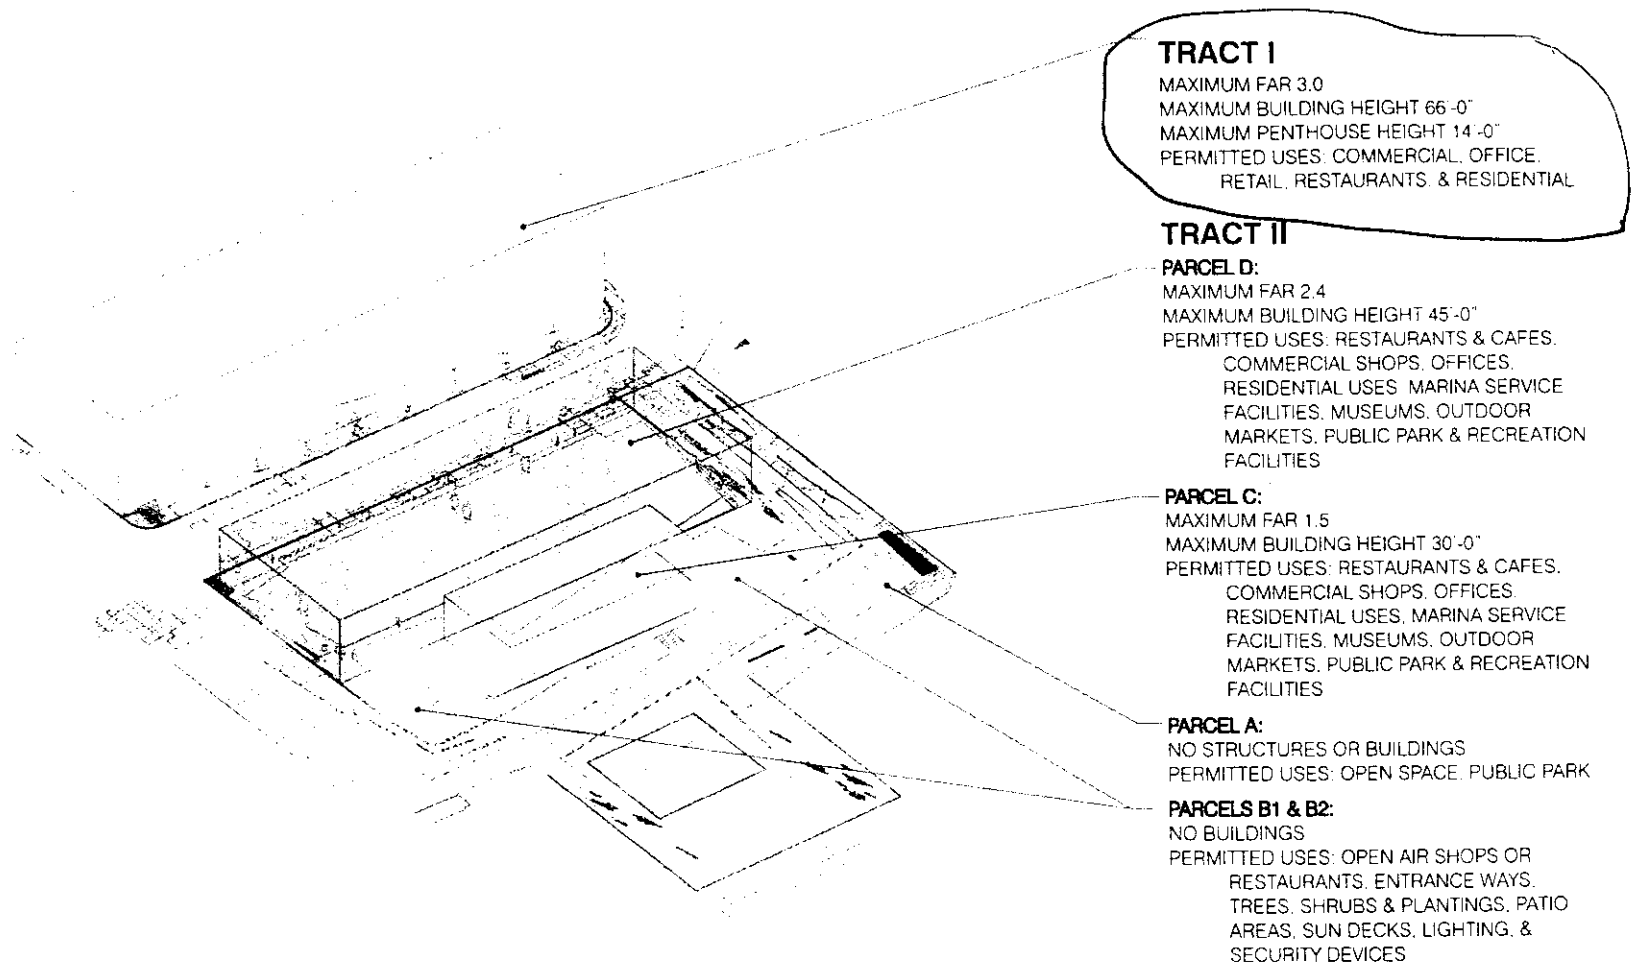 TRACT I
MAXIMUM FAR 3.0
MAXIMUM BUILDING HEIGHT 66'-0"
MAXIMUM PENTHOUSE HEIGHT 14'-0"
PERMITTED USES: COMMERCIAL, OFFICE,
RETAIL, RESTAURANTS, & RESIDENTIAL
TRACT II
PARCEL D:
MAXIMUM FAR 2.4
MAXIMUM BUILDING HEIGHT 45'-0"
PERMITTED USES: RESTAURANTS & CAFES,
COMMERCIAL SHOPS, OFFICES,
RESIDENTIAL USES MARINA SERVICE
FACILITIES, MUSEUMS, OUTDOOR
MARKETS, PUBLIC PARK & RECREATION
FACILITIES
PARCEL C:
MAXIMUM FAR 1.5
MAXIMUM BUILDING HEIGHT 30'-0"
PERMITTED USES: RESTAURANTS & CAFES,
COMMERCIAL SHOPS, OFFICES,
RESIDENTIAL USES, MARINA SERVICE
FACILITIES, MUSEUMS, OUTDOOR
MARKETS, PUBLIC PARK & RECREATION
FACILITIES
PARCEL A:
NO STRUCTURES OR BUILDINGS
PERMITTED USES: OPEN SPACE, PUBLIC PARK
PARCELS B1 & B2:
NO BUILDINGS
PERMITTED USES: OPEN AIR SHOPS OR
RESTAURANTS, ENTRANCE WAYS,
TREES, SHRUBS & PLANTINGS, PATIO
AREAS, SUN DECKS, LIGHTING, &
SECURITY DEVICES